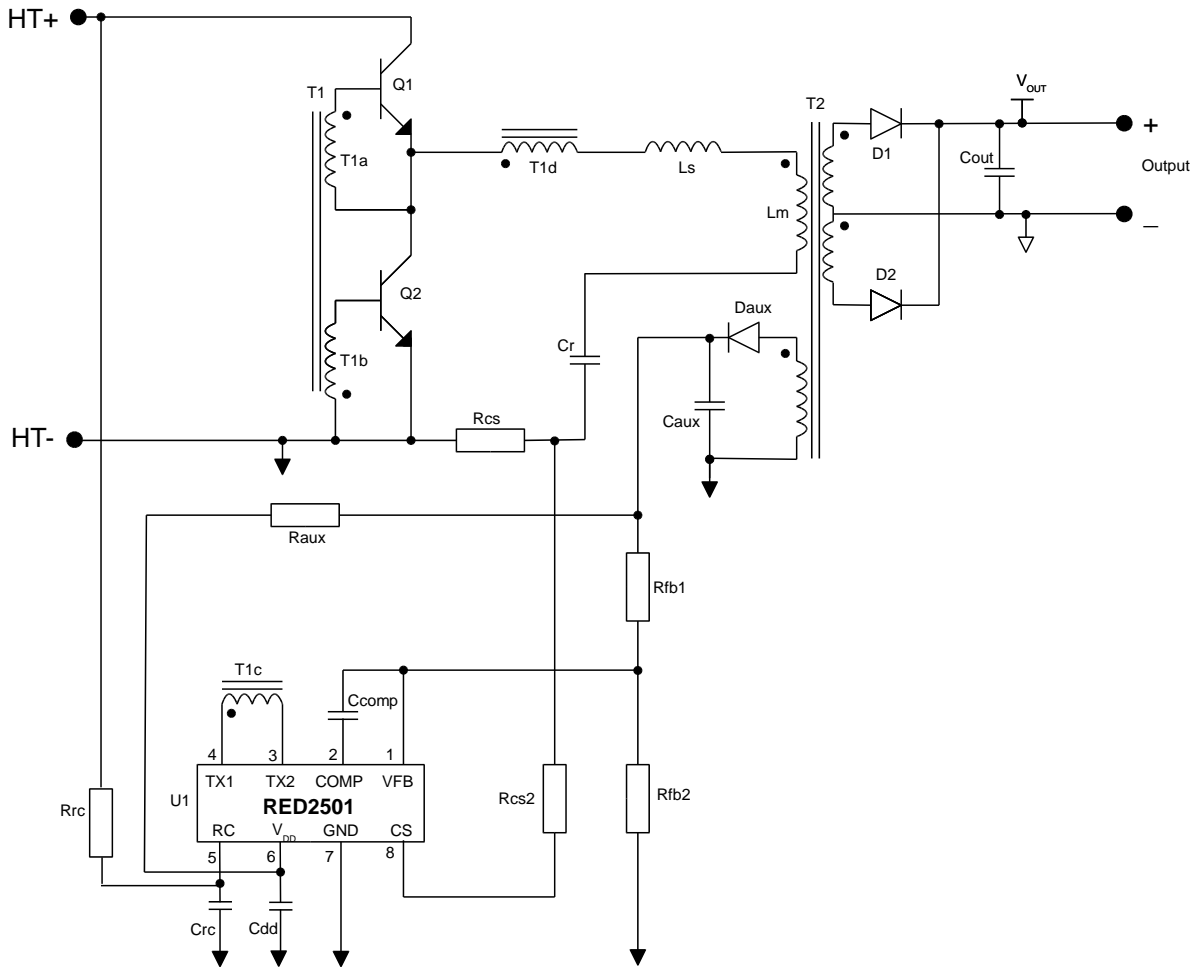 HT+
Q1
T1
T1a
T1d
Ls
Lm
T2
D1
VOUT
Cout
+
Output
–
D2
Q2
T1b
Cr
Daux
Caux
HT-
Rcs
Raux
Rfb1
T1c
Ccomp
4
3
2
1
TX1
TX2
COMP
VFB
U1
RED2501
RC
VDD
GND
CS
5
6
7
8
Rrc
Rcs2
Rfb2
Crc
Cdd